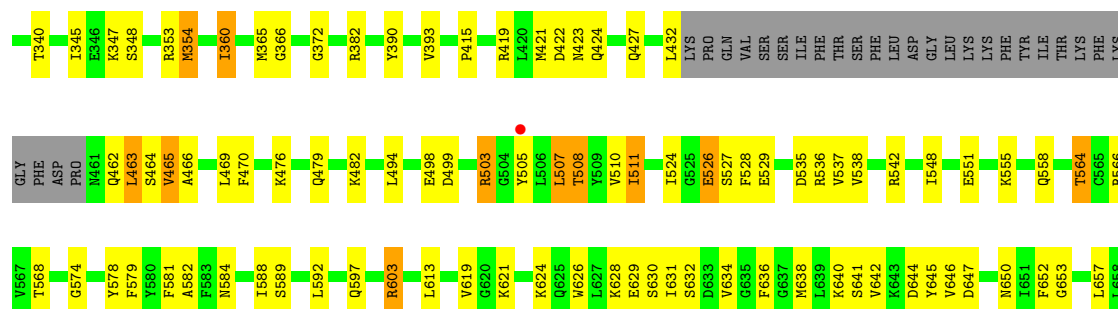 T340 I345 E346 K347 S348 R353 M354 I360 M365 G366 G372 R382 Y390 V393 P415 R419 L420 M421 D422 N423 Q424 Q427 L432 LYS PRO GLN VAL SER SER ILE PHE THR SER PHE LEU ASP GLY LEU LYS LYS PHE TYR ILE THR LYS PHE LYS
GLY PHE ASP PRO N461 Q462 L463 S464 V465 A466 L469 F470 K476 Q479 K482 L494 E498 D499 R503 G504 Y505 L506 L507 T508 Y509 V510 I511 I524 G525 E526 S527 F528 E529 D535 R536 V537 V538 R542 I548 E551 K555 Q558 T564 C565
V567 T568 G574 Y578 F579 Y580 F581 A582 F583 N584 I588 S589 L592 Q597 R603 L613 V619 G620 K621 K624 Q625 W626 L627 K628 E629 S630 I631 S632 D633 V634 G635 F636 G637 M638 L639 K640 S641 V642 K643 D644 Y645 V646 D647 N650 I651 F652 G653 L657 L658